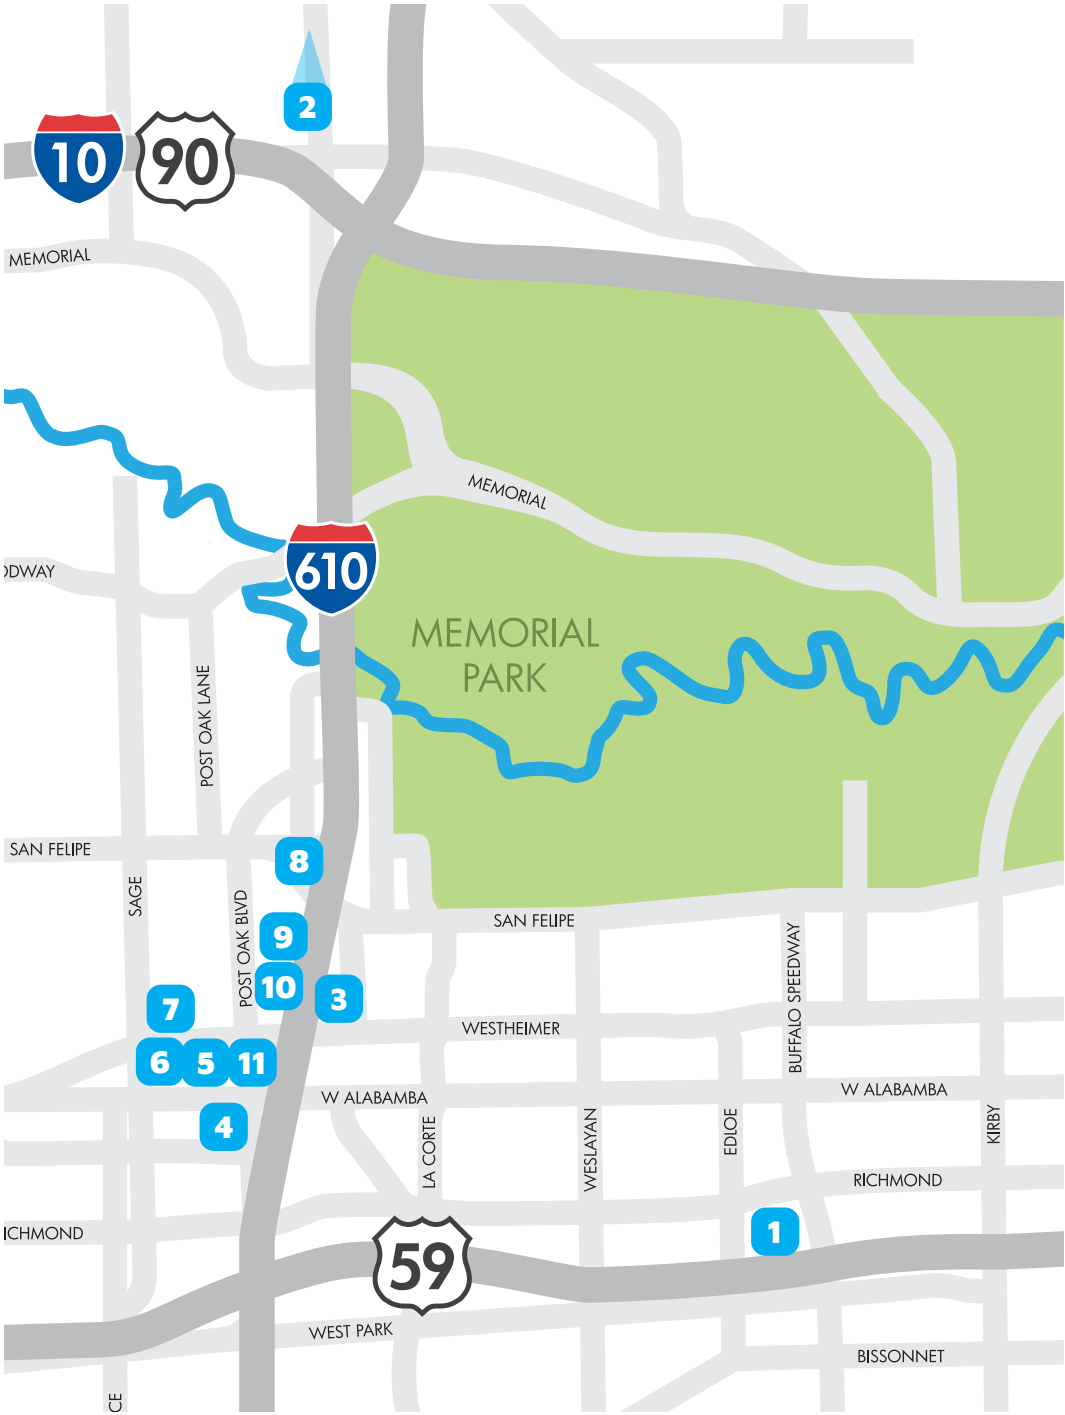 2
10
90
MEMORIAL
MEMORIAL
ODWAY
610
MEMORIAL
PARK
POST OAK LANE
SAN FELIPE
8
SAGE
POST OAK BLVD
SAN FELIPE
9
10
3
7
BUFFALO SPEEDWAY
WESTHEIMER
6
5
11
W ALABAMBA
W ALABAMBA
4
LA CORTE
WESLAYAN
EDLOE
KIRBY
RICHMOND
ICHMOND
1
59
WEST PARK
BISSONNET
CE